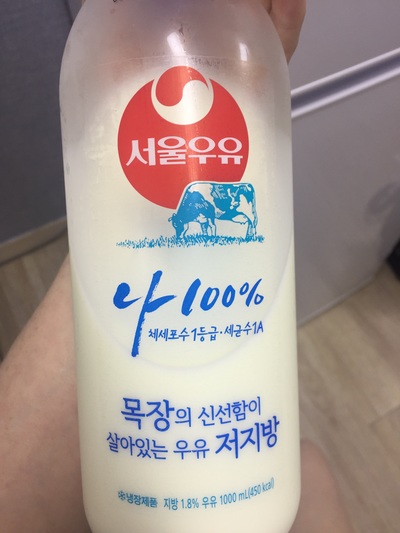 서울우유
나100%
체세포수1등급·세균수1A
목장의 신선함이
살아있는 우유 저지방
냉장제품 지방 1.8% 우유 1000 mL(450 kcal)